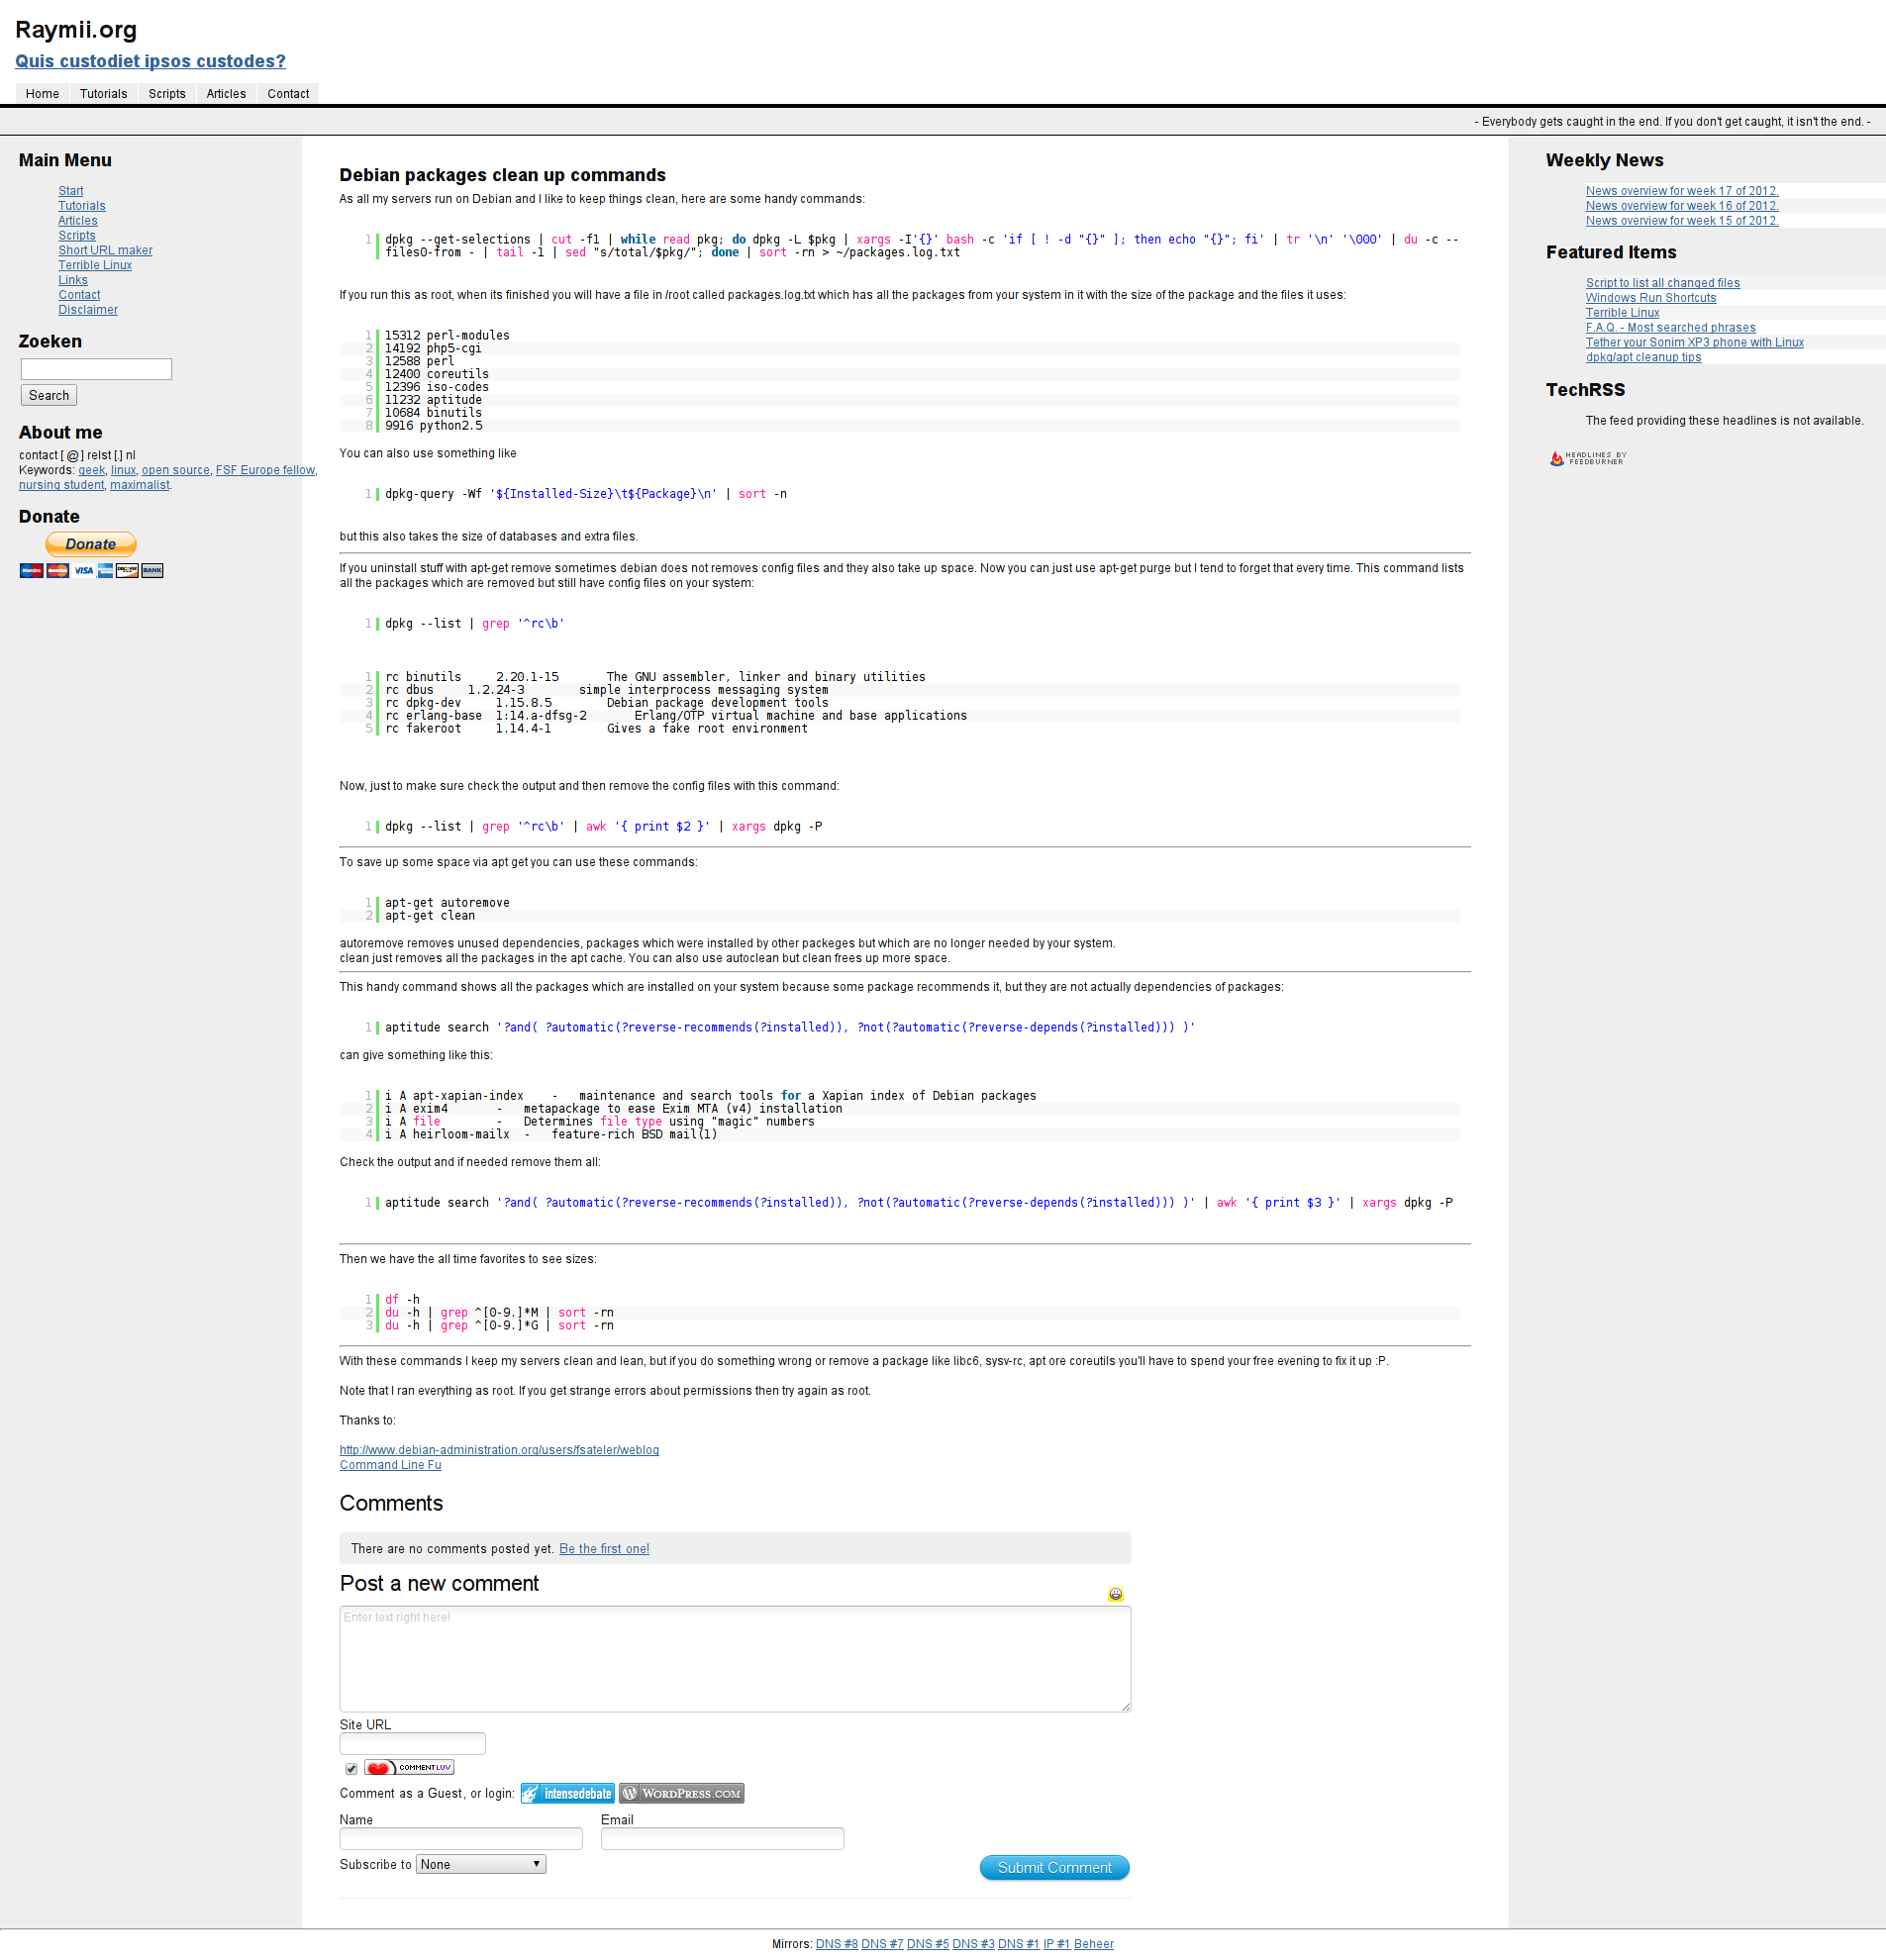 Raymii.org
Quis custodiet ipsos custodes?
Home Tutorials Scripts Articles Contact
- Everybody gets caught in the end. If you don't get caught, it isn't the end. -
Main Menu
Start
Tutorials
Articles
Scripts
Short URL maker
Terrible Linux
Links
Contact
Disclaimer
Zoeken
Search
About me
contact [ @ ] relst [.] nl
Keywords: geek, linux, open source, FSF Europe fellow,
nursing student, maximalist.
Donate
Donate
Maestro MasterCard VISA DISCOVER BANK
Debian packages clean up commands
As all my servers run on Debian and I like to keep things clean, here are some handy commands:
1 dpkg --get-selections | cut -f1 | while read pkg; do dpkg -L $pkg | xargs -I'{}' bash -c 'if [ ! -d "{}" ]; then echo "{}"; fi' | tr '\n' '\000' | du -c --
files0-from - | tail -1 | sed "s/total/$pkg/"; done | sort -rn > ~/packages.log.txt
If you run this as root, when its finished you will have a file in /root called packages.log.txt which has all the packages from your system in it with the size of the package and the files it uses:
1 15312 perl-modules
2 14192 php5-cgi
3 12588 perl
4 12400 coreutils
5 12396 iso-codes
6 11232 aptitude
7 10684 binutils
8 9916 python2.5
You can also use something like
1 dpkg-query -Wf '${Installed-Size}\t${Package}\n' | sort -n
but this also takes the size of databases and extra files.
If you uninstall stuff with apt-get remove sometimes debian does not removes config files and they also take up space. Now you can just use apt-get purge but I tend to forget that every time. This command lists
all the packages which are removed but still have config files on your system:
1 dpkg --list | grep '^rc\b'
1 rc binutils 2.20.1-15 The GNU assembler, linker and binary utilities
2 rc dbus 1.2.24-3 simple interprocess messaging system
3 rc dpkg-dev 1.15.8.5 Debian package development tools
4 rc erlang-base 1:14.a-dfsg-2 Erlang/OTP virtual machine and base applications
5 rc fakeroot 1.14.4-1 Gives a fake root environment
Now, just to make sure check the output and then remove the config files with this command:
1 dpkg --list | grep '^rc\b' | awk '{ print $2 }' | xargs dpkg -P
To save up some space via apt get you can use these commands:
1 apt-get autoremove
2 apt-get clean
autoremove removes unused dependencies, packages which were installed by other packeges but which are no longer needed by your system.
clean just removes all the packages in the apt cache. You can also use autoclean but clean frees up more space.
This handy command shows all the packages which are installed on your system because some package recommends it, but they are not actually dependencies of packages:
1 aptitude search '?and( ?automatic(?reverse-recommends(?installed)), ?not(?automatic(?reverse-depends(?installed))) )'
can give something like this:
1 i A apt-xapian-index - maintenance and search tools for a Xapian index of Debian packages
2 i A exim4 - metapackage to ease Exim MTA (v4) installation
3 i A file - Determines file type using "magic" numbers
4 i A heirloom-mailx - feature-rich BSD mail(1)
Check the output and if needed remove them all:
1 aptitude search '?and( ?automatic(?reverse-recommends(?installed)), ?not(?automatic(?reverse-depends(?installed))) )' | awk '{ print $3 }' | xargs dpkg -P
Then we have the all time favorites to see sizes:
1 df -h
2 du -h | grep ^[0-9.]*M | sort -rn
3 du -h | grep ^[0-9.]*G | sort -rn
With these commands I keep my servers clean and lean, but if you do something wrong or remove a package like libc6, sysv-rc, apt ore coreutils you'll have to spend your free evening to fix it up :P.
Note that I ran everything as root. If you get strange errors about permissions then try again as root.
Thanks to:
http://www.debian-administration.org/users/fsateler/weblog
Command Line Fu
Comments
There are no comments posted yet. Be the first one!
Post a new comment
Enter text right here!
Site URL
COMMENTLUV
Comment as a Guest, or login: intensedebate WORDPRESS.COM
Name Email
Subscribe to None
Submit Comment
Weekly News
News overview for week 17 of 2012.
News overview for week 16 of 2012.
News overview for week 15 of 2012.
Featured Items
Script to list all changed files
Windows Run Shortcuts
Terrible Linux
F.A.Q. - Most searched phrases
Tether your Sonim XP3 phone with Linux
dpkg/apt cleanup tips
TechRSS
The feed providing these headlines is not available.
HEADLINES BY
FEEDBURNER
Mirrors: DNS #8 DNS #7 DNS #5 DNS #3 DNS #1 IP #1 Beheer